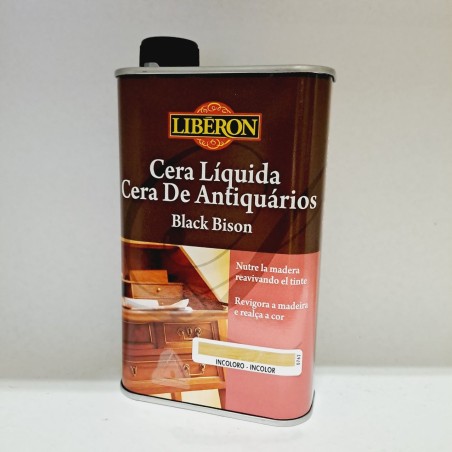 LIBÉRON
Cera Líquida
Cera De Antiquários
Black Bison
Nutre la madera
reavivando el tinte
Revigora a madeira
e realça a cor
INCOLORO - INCOLOR